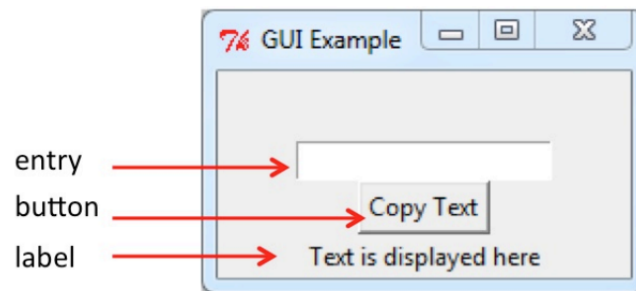 GUI Example
entry
button
Copy Text
label
Text is displayed here